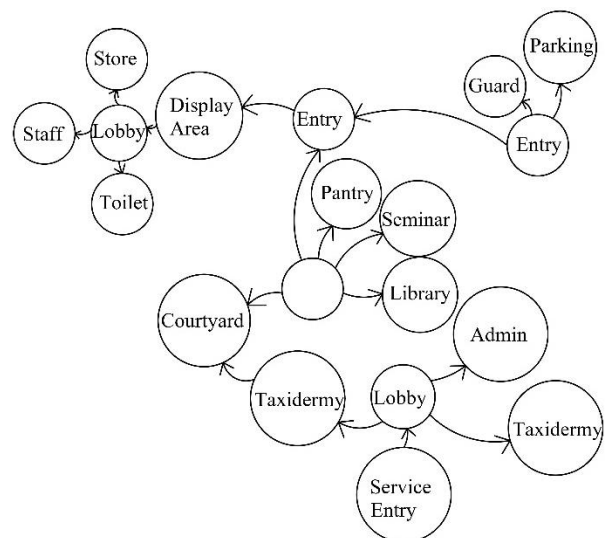 Store
Parking
Guard
Display
Area
Staff
Lobby
Entry
Entry
Toilet
Pantry
Seminar
Courtyard
Library
Admin
Taxidermy
Lobby
Taxidermy
Service
Entry